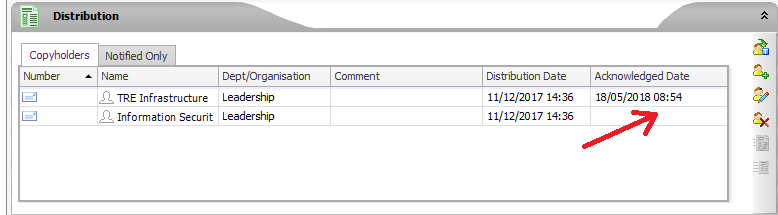 Distribution
Copyholders Notified Only
Number Name Dept/Organisation Comment Distribution Date Acknowledged Date
TRE Infrastructure Leadership 11/12/2017 14:36 18/05/2018 08:54
Information Securit Leadership 11/12/2017 14:36